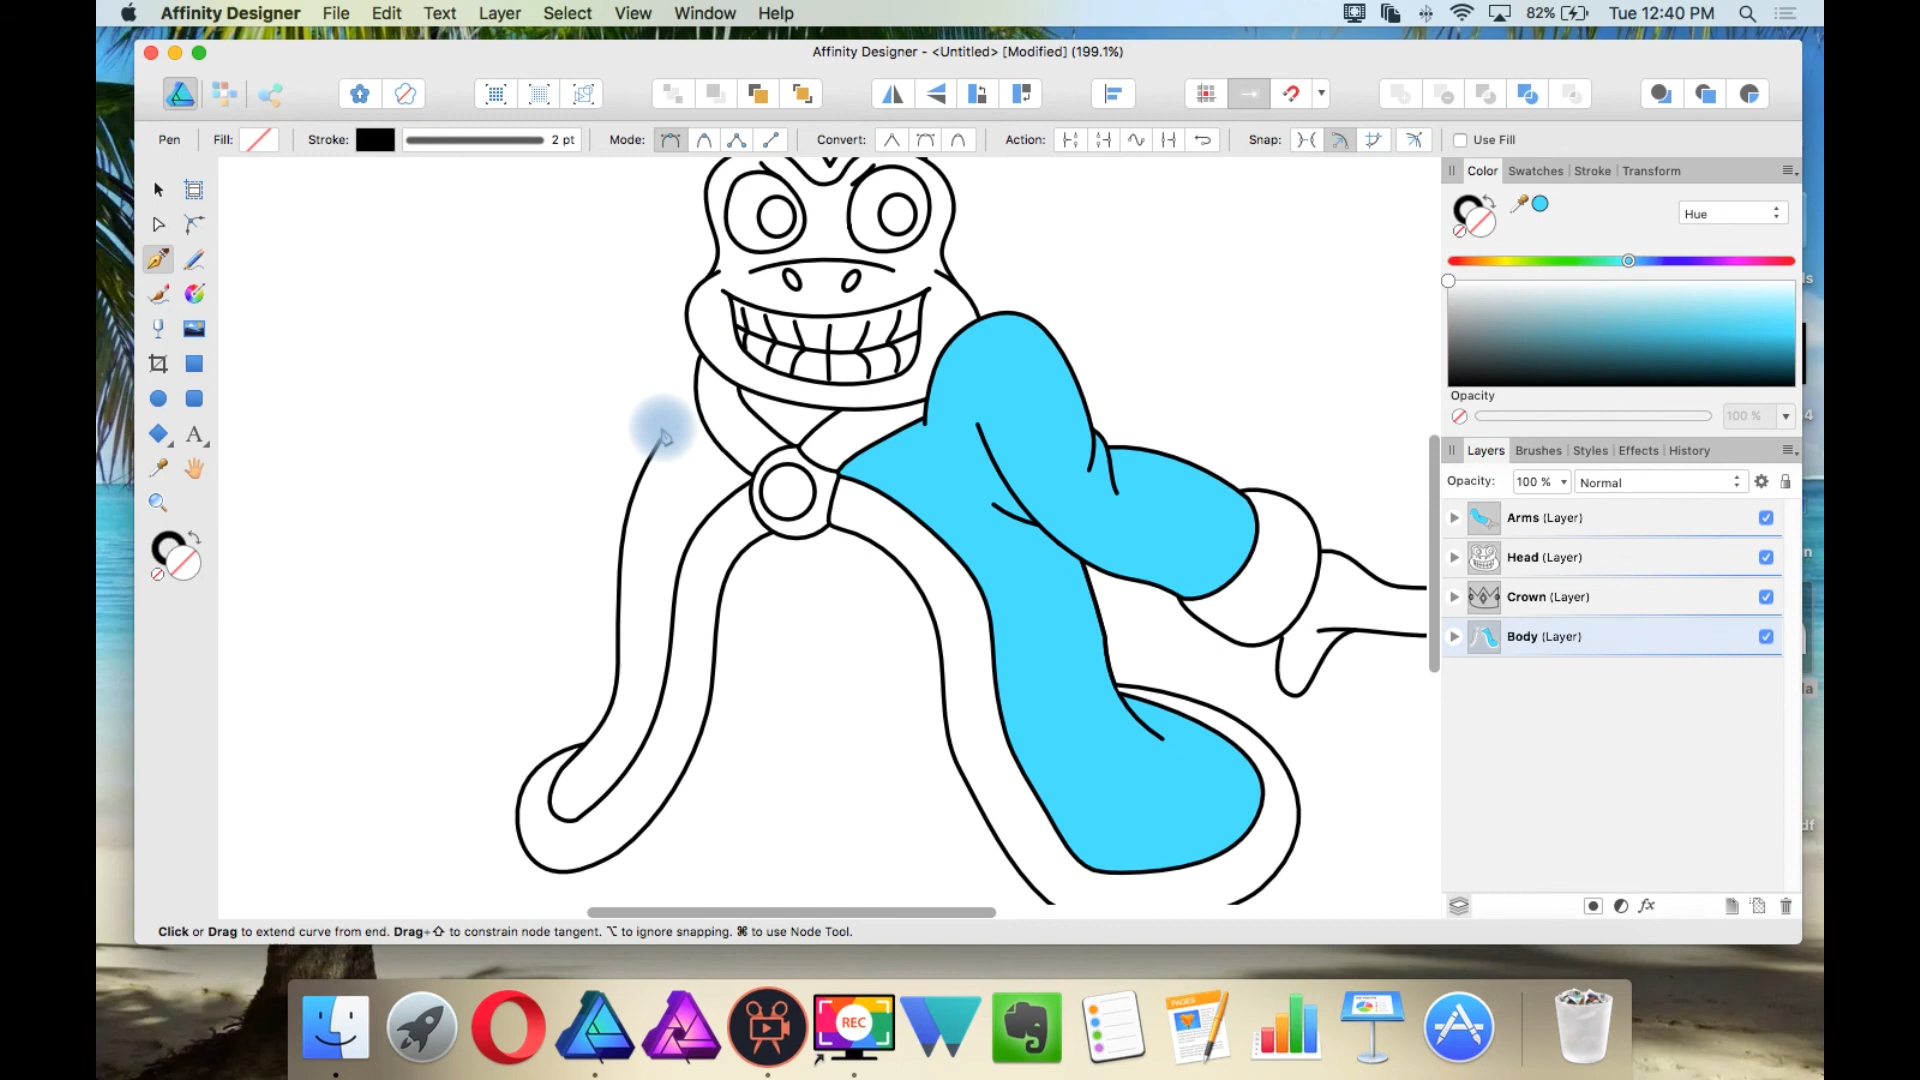 Affinity Designer File Edit Text Layer Select View Window Help 82% Tue 12:40 PM
Affinity Designer - <Untitled> [Modified] (199.1%)
Pen Fill: Stroke: 2 pt Mode: Convert: Action: Snap: Use Fill
Color Swatches Stroke Transform
Hue
Opacity
100 %
Layers Brushes Styles Effects History
Opacity: 100 % Normal
Arms (Layer)
Head (Layer)
Crown (Layer)
Body (Layer)
A
fx
Click or Drag to extend curve from end. Drag+⇧ to constrain node tangent. ⌥ to ignore snapping. ⌘ to use Node Tool.
REC
PAGES